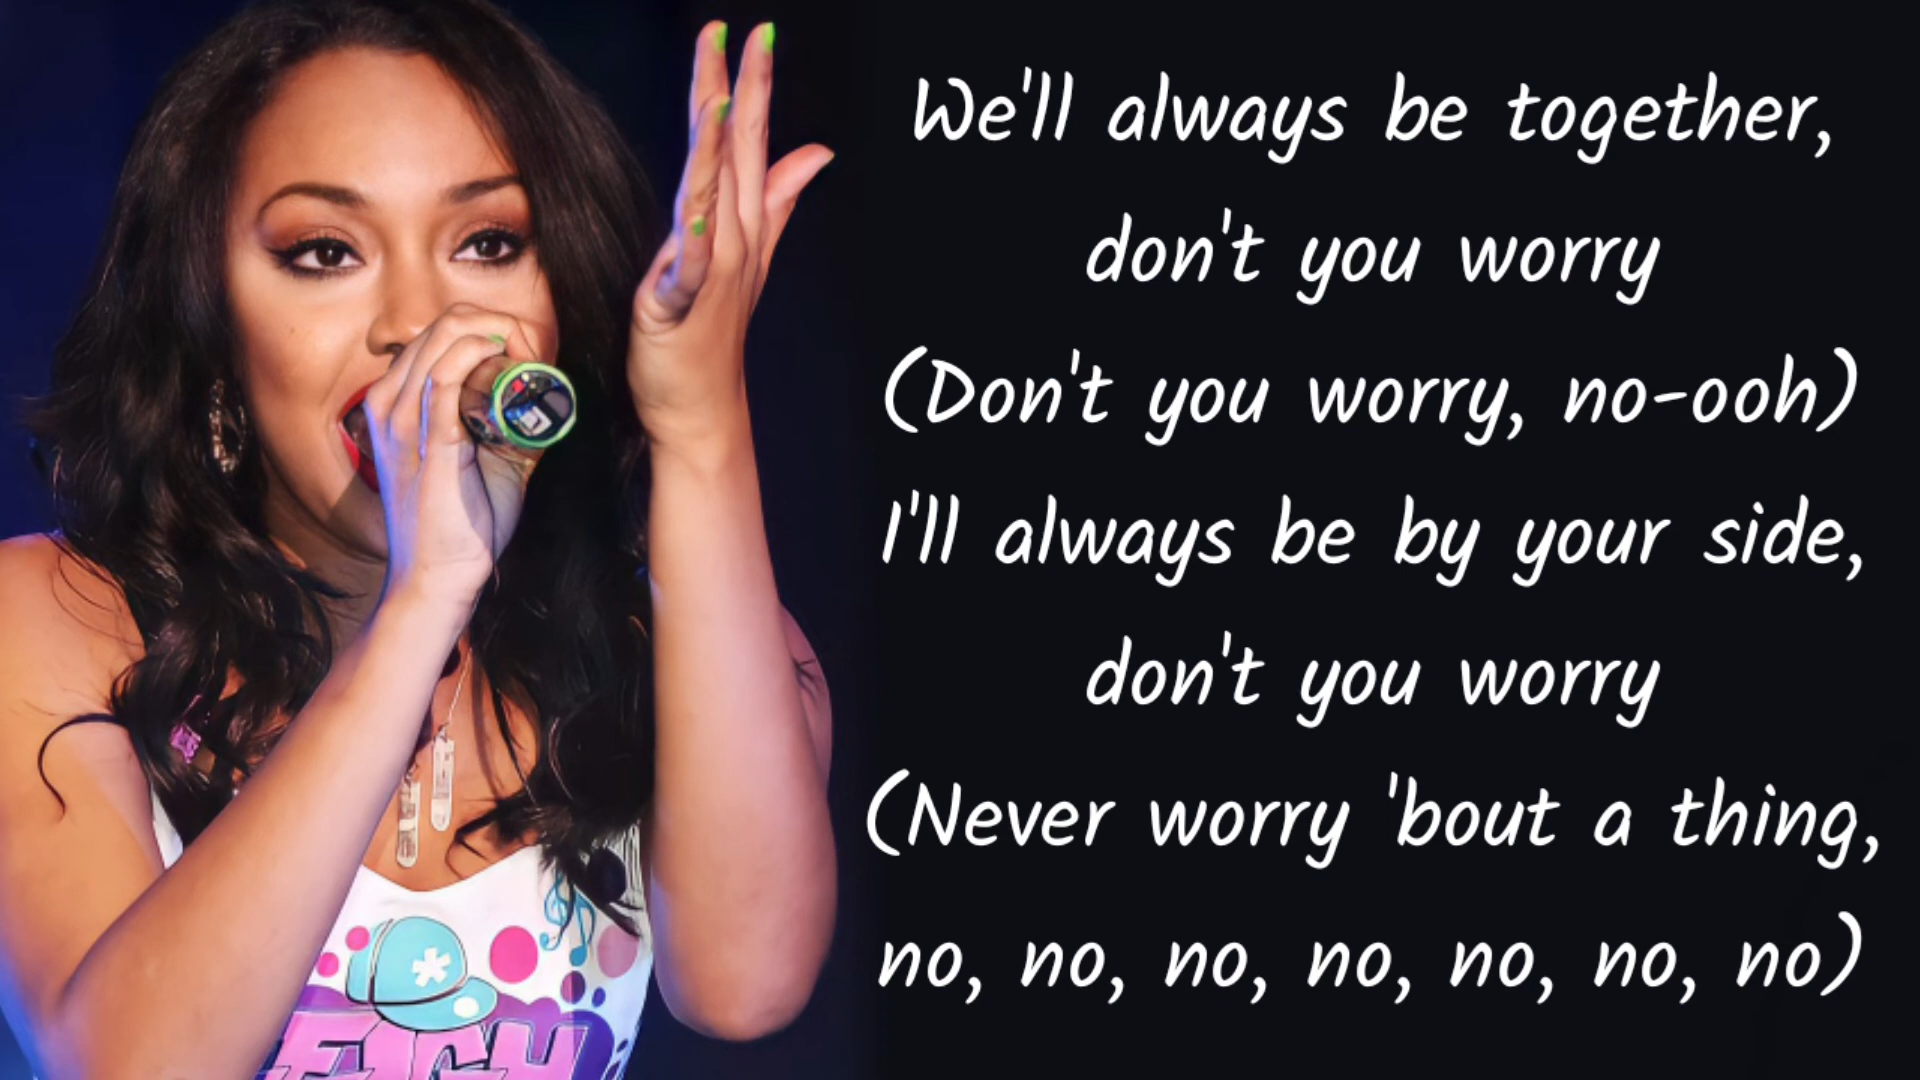 We'll always be together,
don't you worry
(Don't you worry, no-ooh)
I'll always be by your side,
don't you worry
(Never worry 'bout a thing,
no, no, no, no, no, no, no)